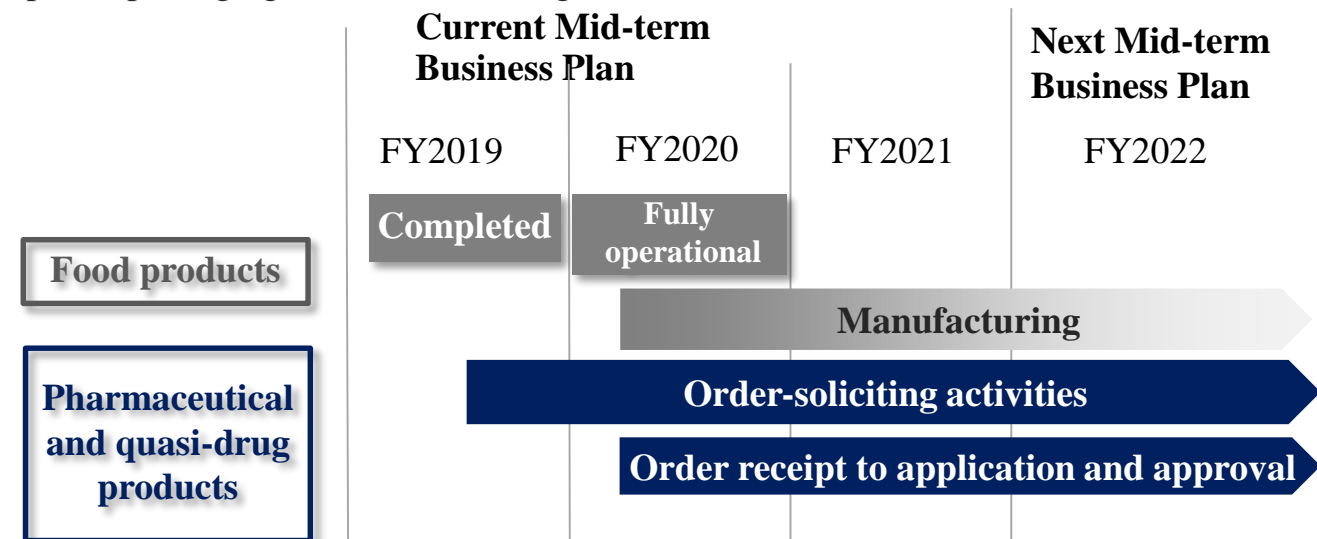 Current Mid-term
Business Plan
Next Mid-term
Business Plan
FY2019
FY2020
FY2021
FY2022
Completed
Fully
operational
Food products
Manufacturing
Pharmaceutical
and quasi-drug
products
Order-soliciting activities
Order receipt to application and approval